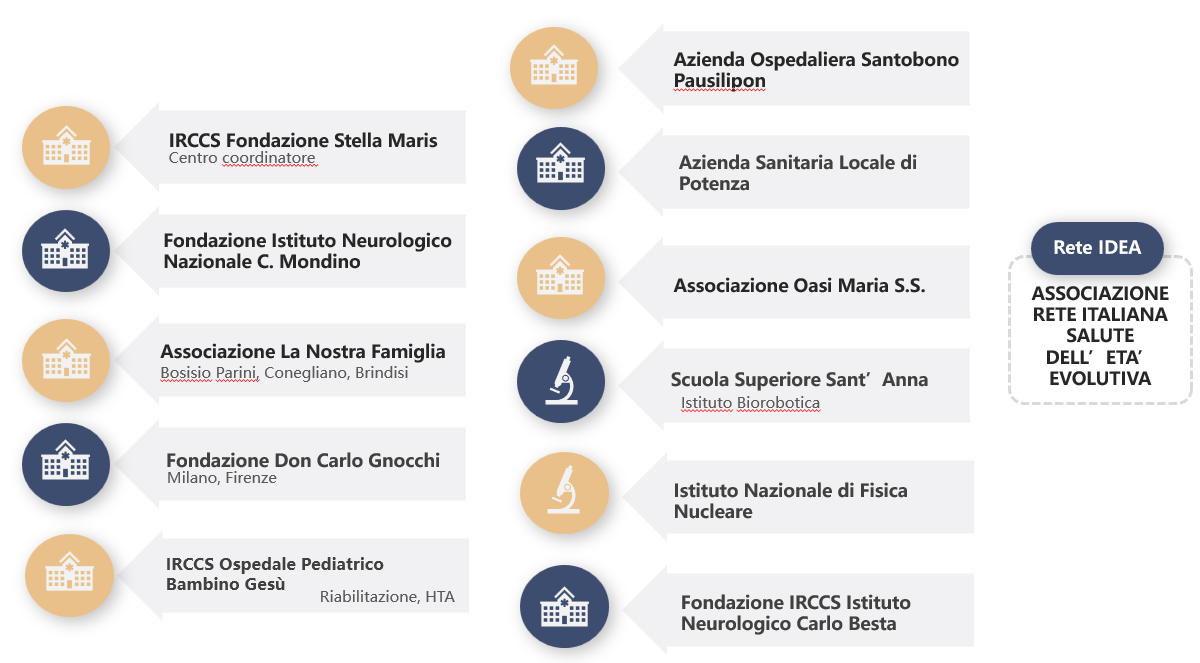 IRCCS Fondazione Stella Maris
Centro coordinatore
Fondazione Istituto Neurologico
Nazionale C. Mondino
Associazione La Nostra Famiglia
Bosisio Parini, Conegliano, Brindisi
Fondazione Don Carlo Gnocchi
Milano, Firenze
IRCCS Ospedale Pediatrico
Bambino Gesù
Riabilitazione, HTA
Azienda Ospedaliera Santobono
Pausilipon
Azienda Sanitaria Locale di
Potenza
Associazione Oasi Maria S.S.
Scuola Superiore Sant’ Anna
Istituto Biorobotica
Istituto Nazionale di Fisica
Nucleare
Fondazione IRCCS Istituto
Neurologico Carlo Besta
Rete IDEA
ASSOCIAZIONE
RETE ITALIANA
SALUTE
DELL’ ETA’
EVOLUTIVA